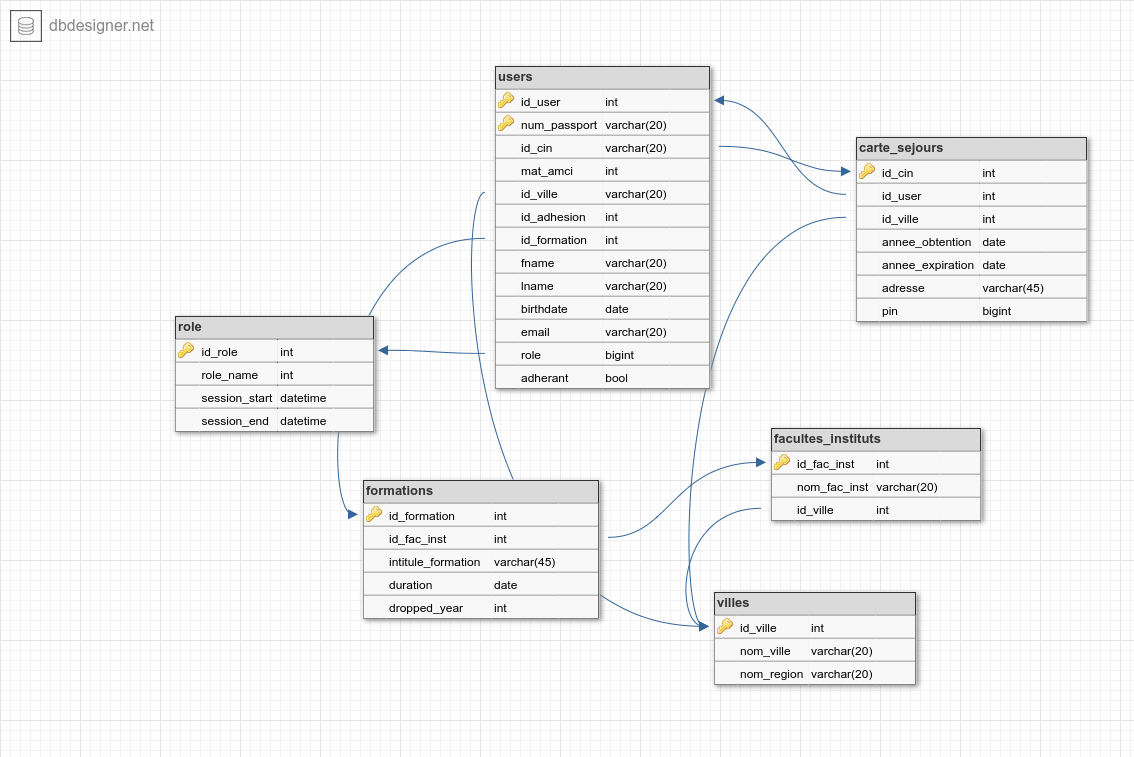 dbdesigner.net
users
id_user int
num_passport varchar(20)
id_cin varchar(20)
mat_amci int
id_ville varchar(20)
id_adhesion int
id_formation int
fname varchar(20)
lname varchar(20)
birthdate date
email varchar(20)
role bigint
adherant bool
carte_sejours
id_cin int
id_user int
id_ville int
annee_obtention date
annee_expiration date
adresse varchar(45)
pin bigint
role
id_role int
role_name int
session_start datetime
session_end datetime
facultes_instituts
id_fac_inst int
nom_fac_inst varchar(20)
id_ville int
formations
id_formation int
id_fac_inst int
intitule_formation varchar(45)
duration date
dropped_year int
villes
id_ville int
nom_ville varchar(20)
nom_region varchar(20)